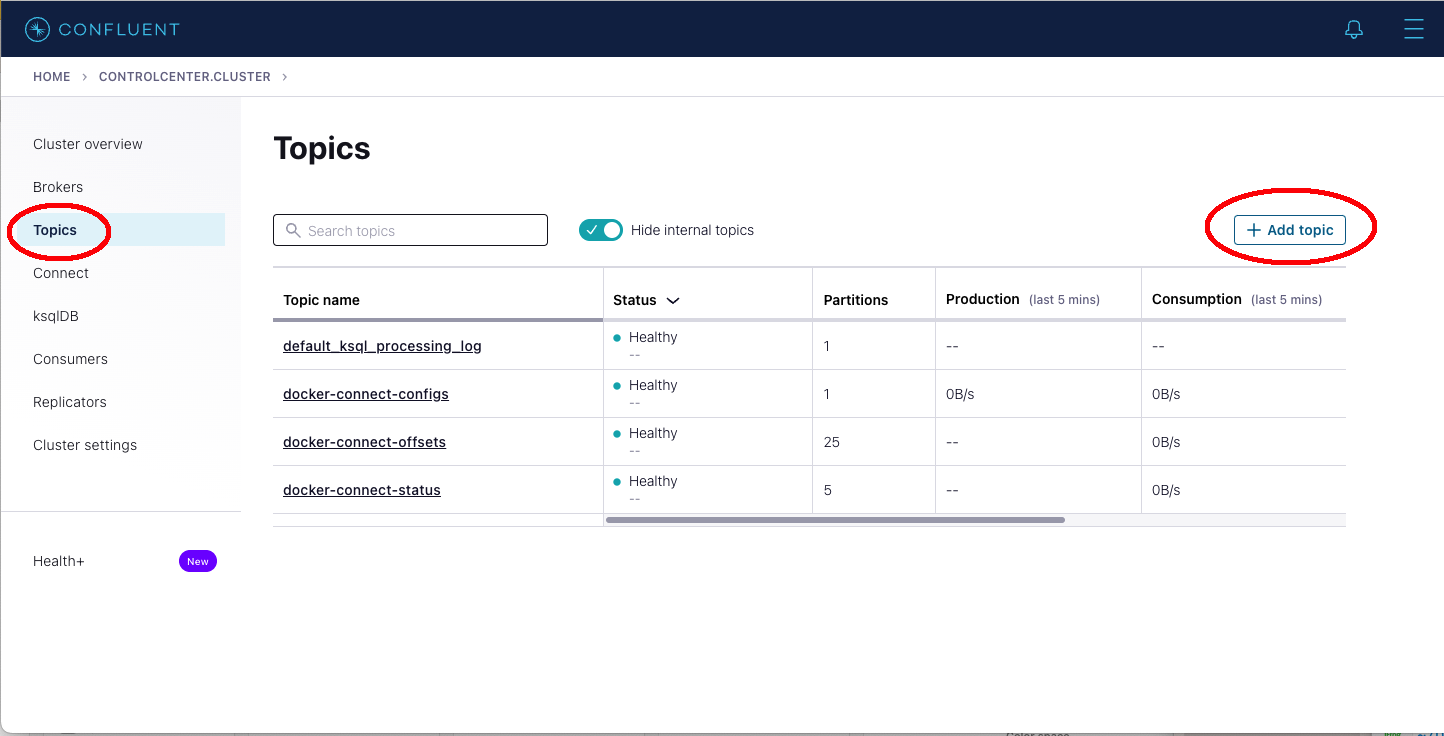 CONFLUENT
HOME > CONTROLCENTER.CLUSTER >
Cluster overview
Brokers
Topics
Connect
ksqlDB
Consumers
Replicators
Cluster settings
Health+ New
Topics
Search topics Hide internal topics + Add topic
Topic name Status Partitions Production (last 5 mins) Consumption (last 5 mins)
default_ksql_processing_log Healthy 1 -- --
--
docker-connect-configs Healthy 1 0B/s 0B/s
--
docker-connect-offsets Healthy 25 -- 0B/s
--
docker-connect-status Healthy 5 -- 0B/s
--